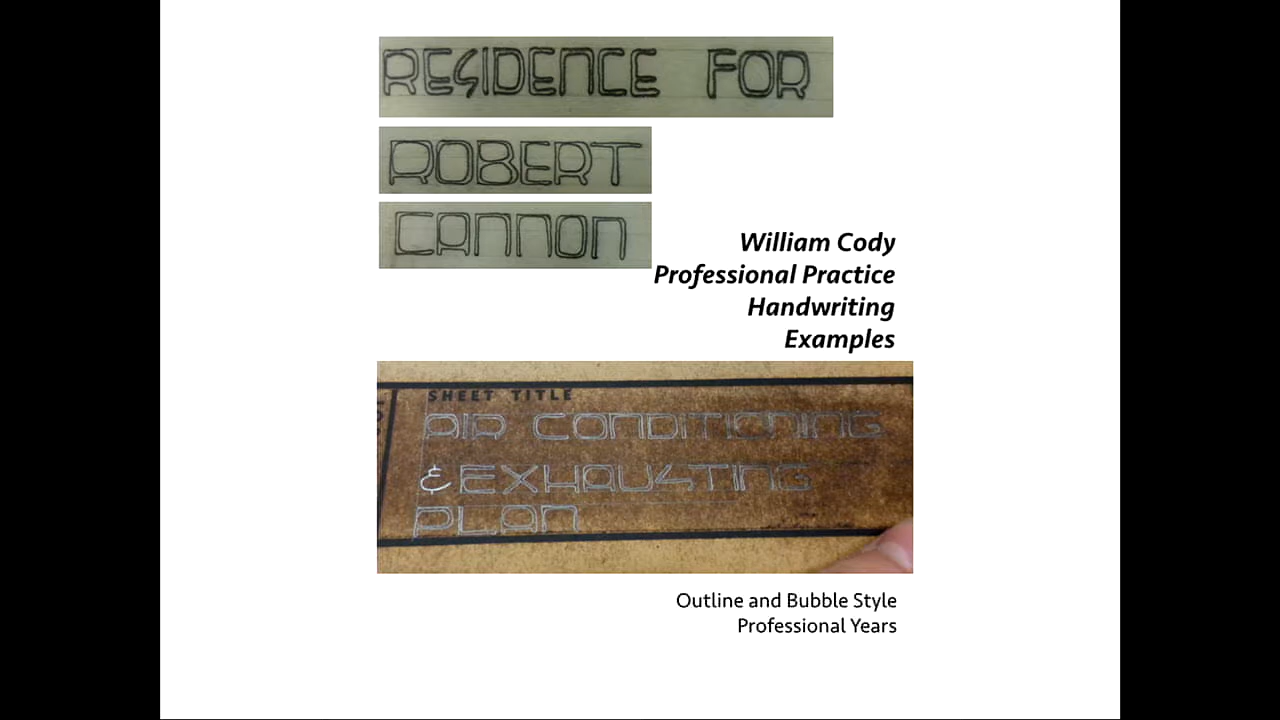 RESIDENCE FOR
ROBERT
CANNON
William Cody
Professional Practice
Handwriting
Examples
SHEET TITLE
AIR CONDITIONING
& EXHAUSTING
PLAN
Outline and Bubble Style
Professional Years